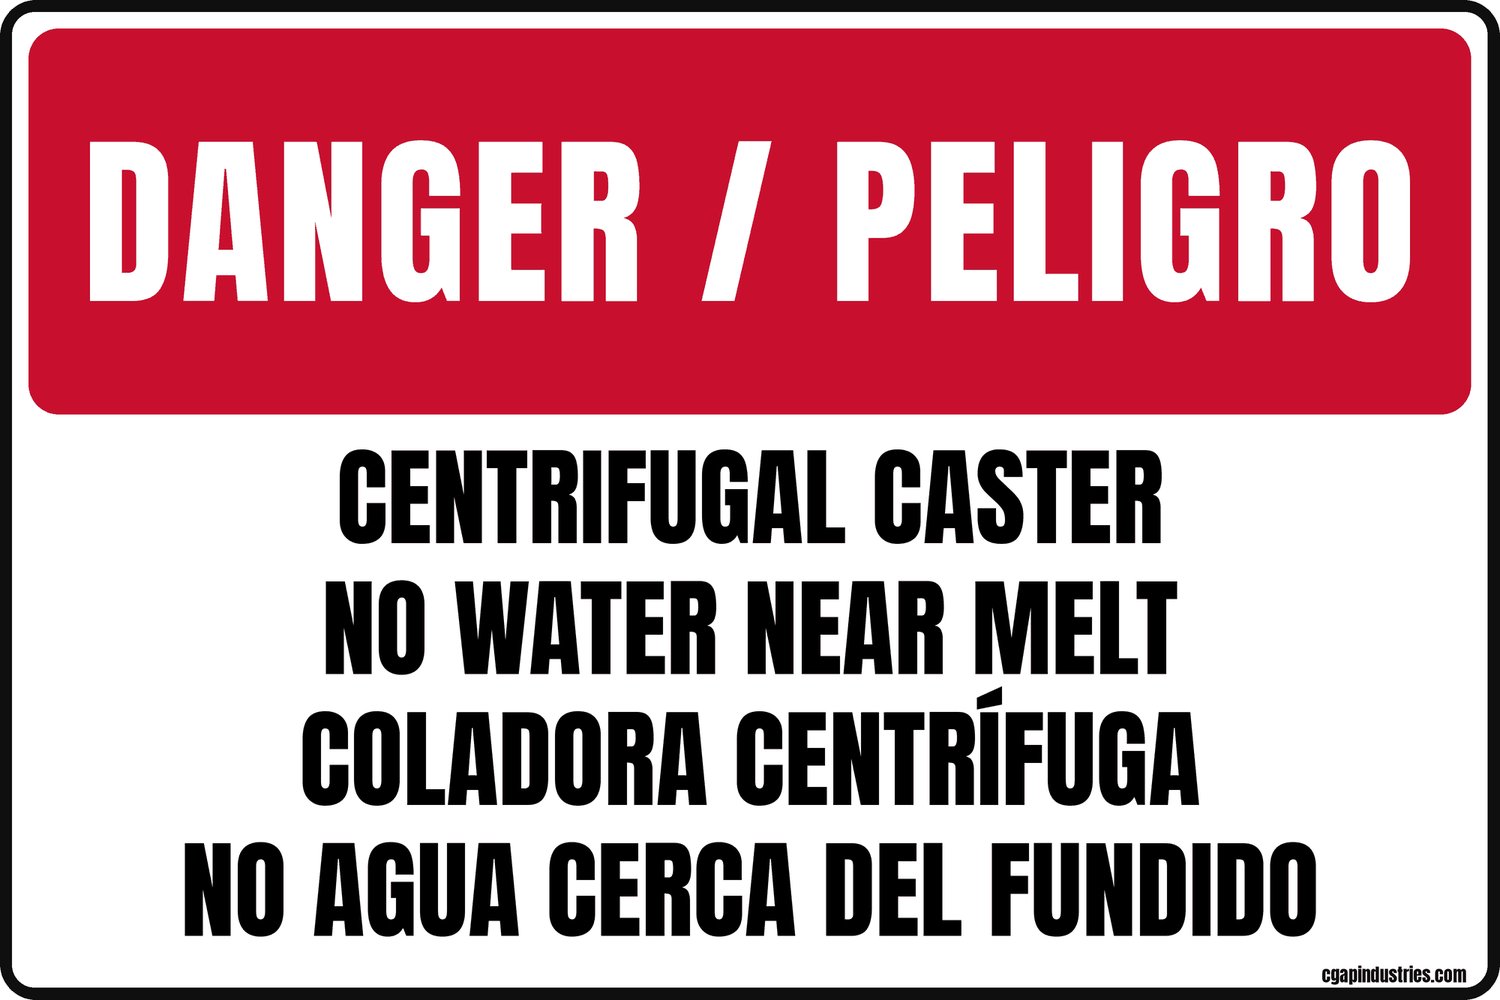 DANGER / PELIGRO
CENTRIFUGAL CASTER
NO WATER NEAR MELT
COLADORA CENTRÍFUGA
NO AGUA CERCA DEL FUNDIDO
cgapindustries.com